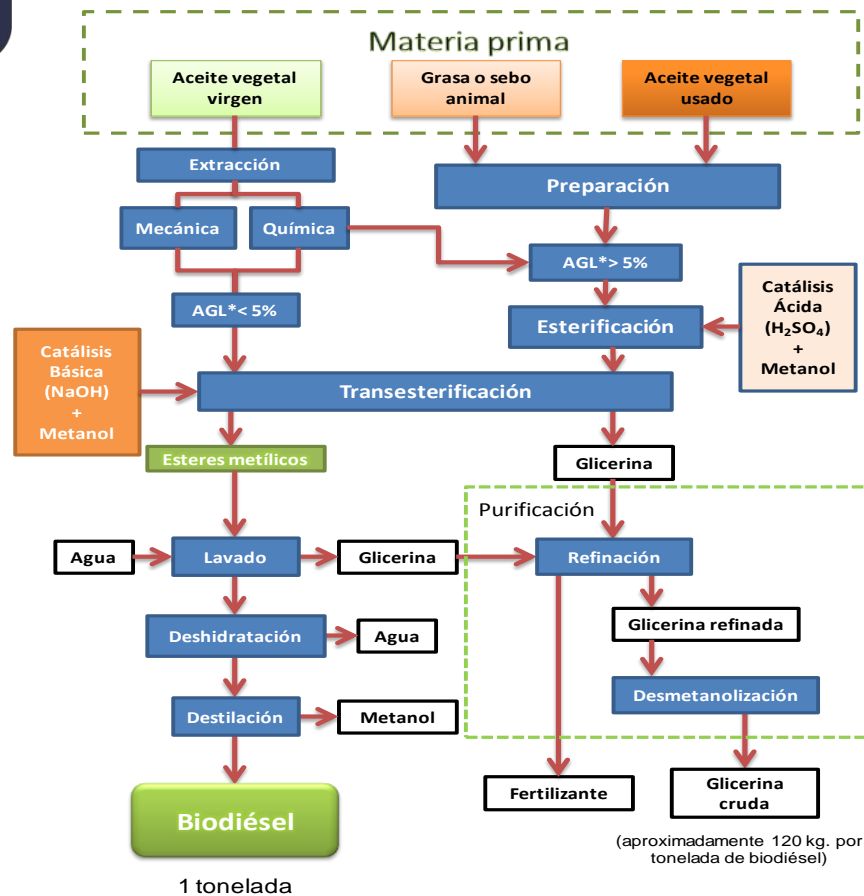 Materia prima
Aceite vegetal
virgen
Grasa o sebo
animal
Aceite vegetal
usado
Extracción
Preparación
Mecánica
Química
AGL*> 5%
AGL*< 5%
Esterificación
Catálisis
Ácida
(H₂SO₄)
+
Metanol
Catálisis
Básica
(NaOH)
+
Metanol
Transesterificación
Esteres metílicos
Glicerina
Purificación
Agua
Lavado
Glicerina
Refinación
Glicerina refinada
Deshidratación
Agua
Desmetanolización
Destilación
Metanol
Fertilizante
Glicerina
cruda
Biodiésel
(aproximadamente 120 kg. por
tonelada de biodiésel)
1 tonelada